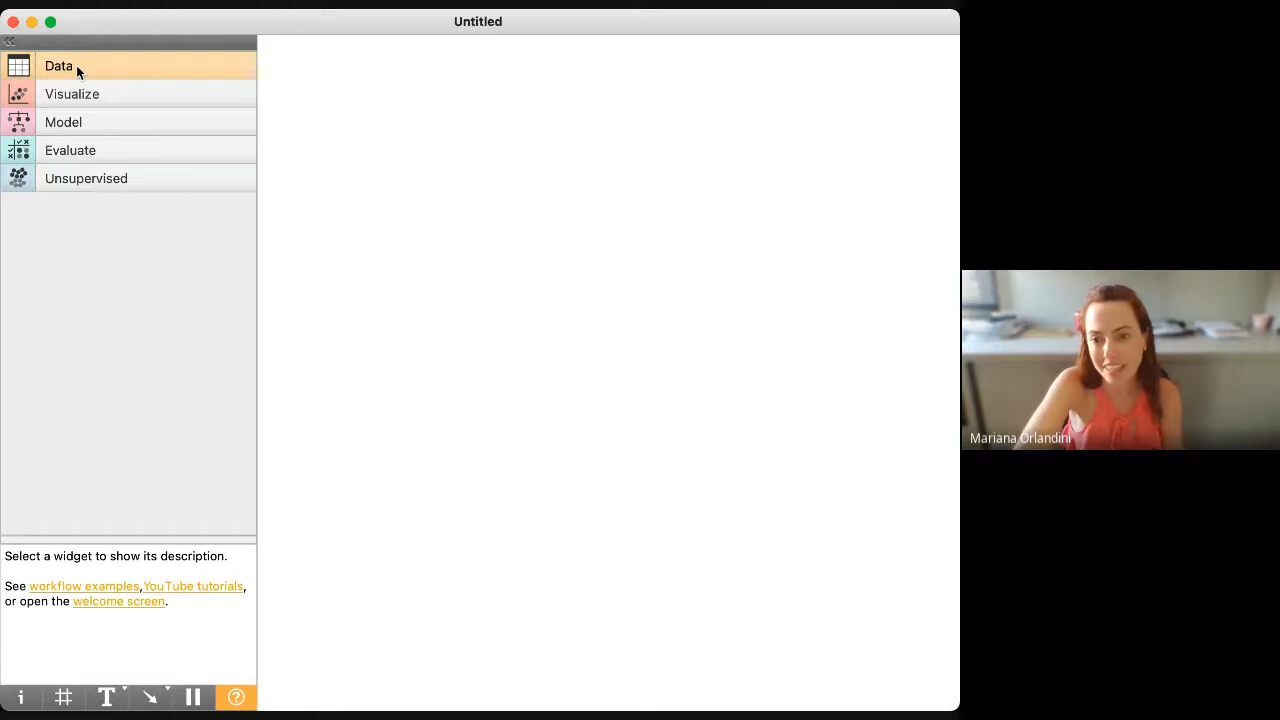 Untitled
Data
Visualize
Model
Evaluate
Unsupervised
Mariana Orlandini
Select a widget to show its description.
See workflow examples,YouTube tutorials,
or open the welcome screen.
i
T
?